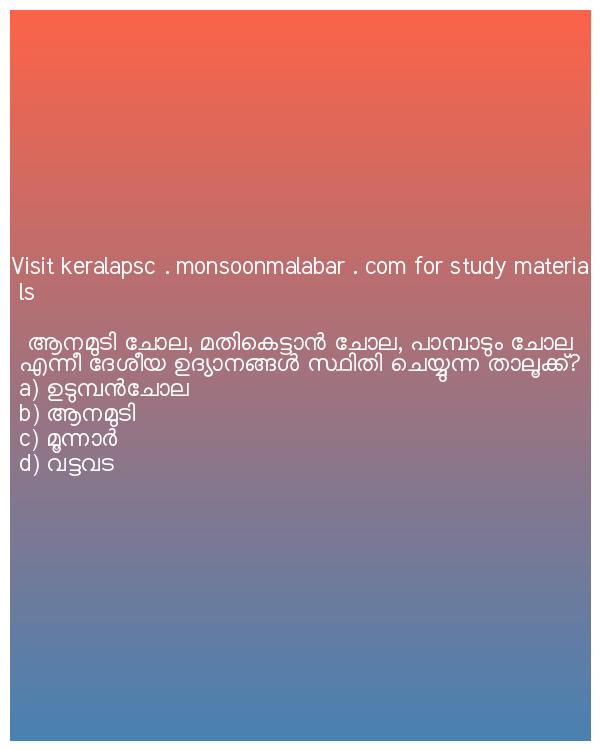 Visit keralapsc . monsoonmalabar . com for study materia
ls
ആനമുടി ചോല, മതികെട്ടാൻ ചോല, പാമ്പാടും ചോല
എന്നീ ദേശീയ ഉദ്യാനങ്ങൾ സ്ഥിതി ചെയ്യുന്ന താലൂക്ക്?
a) ഉടുമ്പൻചോല
b) ആനമുടി
c) മൂന്നാർ
d) വട്ടവട